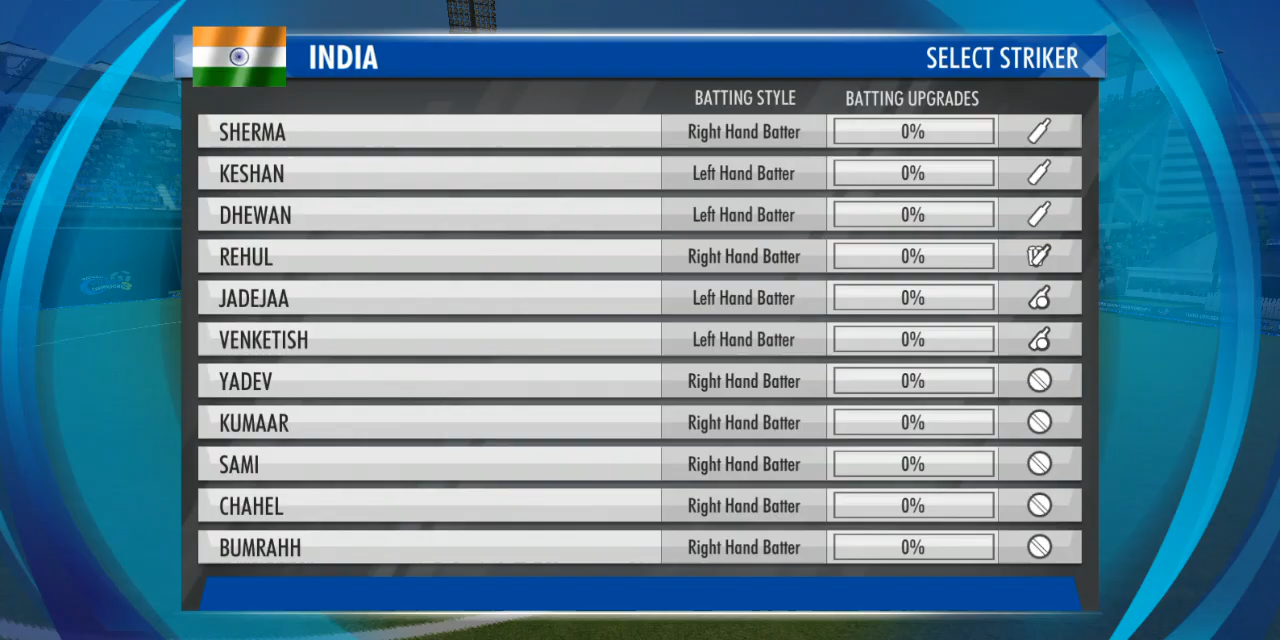 INDIA SELECT STRIKER
BATTING STYLE BATTING UPGRADES
SHERMA Right Hand Batter 0%
KESHAN Left Hand Batter 0%
DHEWAN Left Hand Batter 0%
REHUL Right Hand Batter 0%
JADEJAA Left Hand Batter 0%
VENKETISH Left Hand Batter 0%
YADEV Right Hand Batter 0%
KUMAAR Right Hand Batter 0%
SAMI Right Hand Batter 0%
CHAHEL Right Hand Batter 0%
BUMRAHH Right Hand Batter 0%